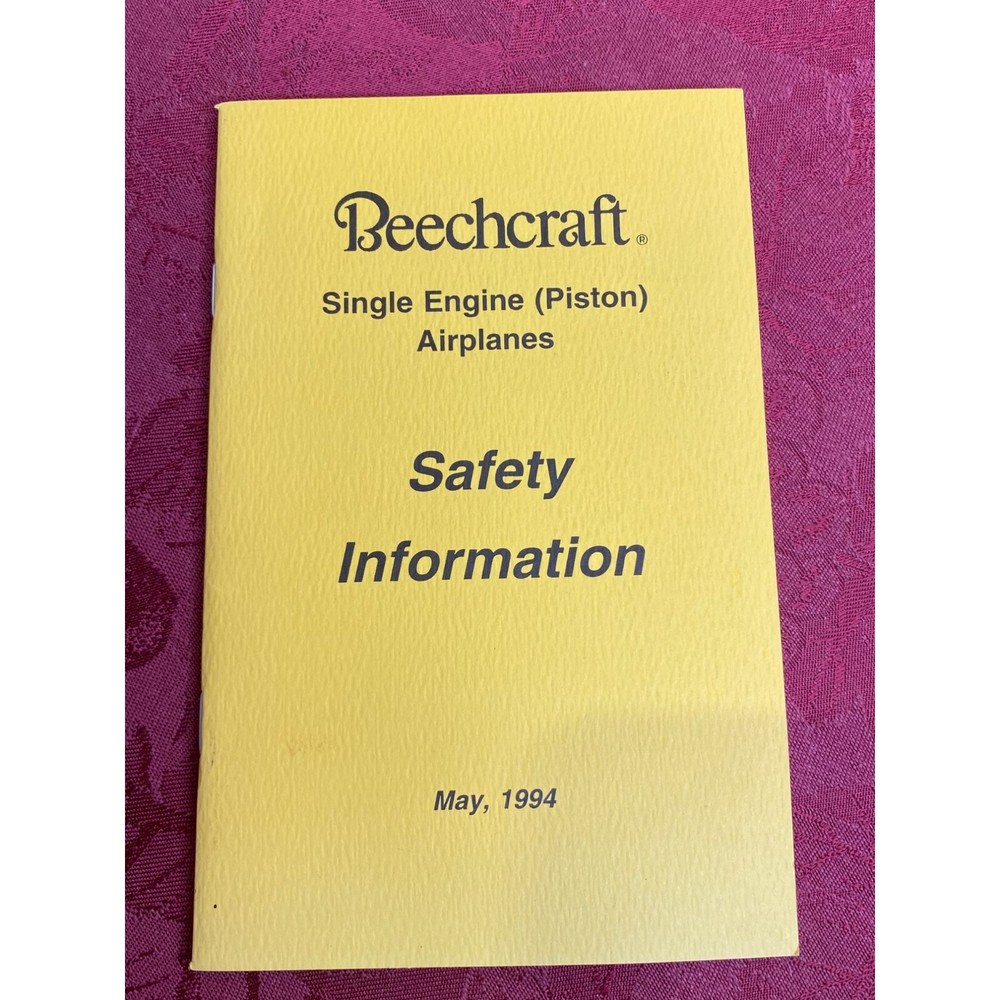 Beechcraft®
Single Engine (Piston)
Airplanes
Safety
Information
May, 1994